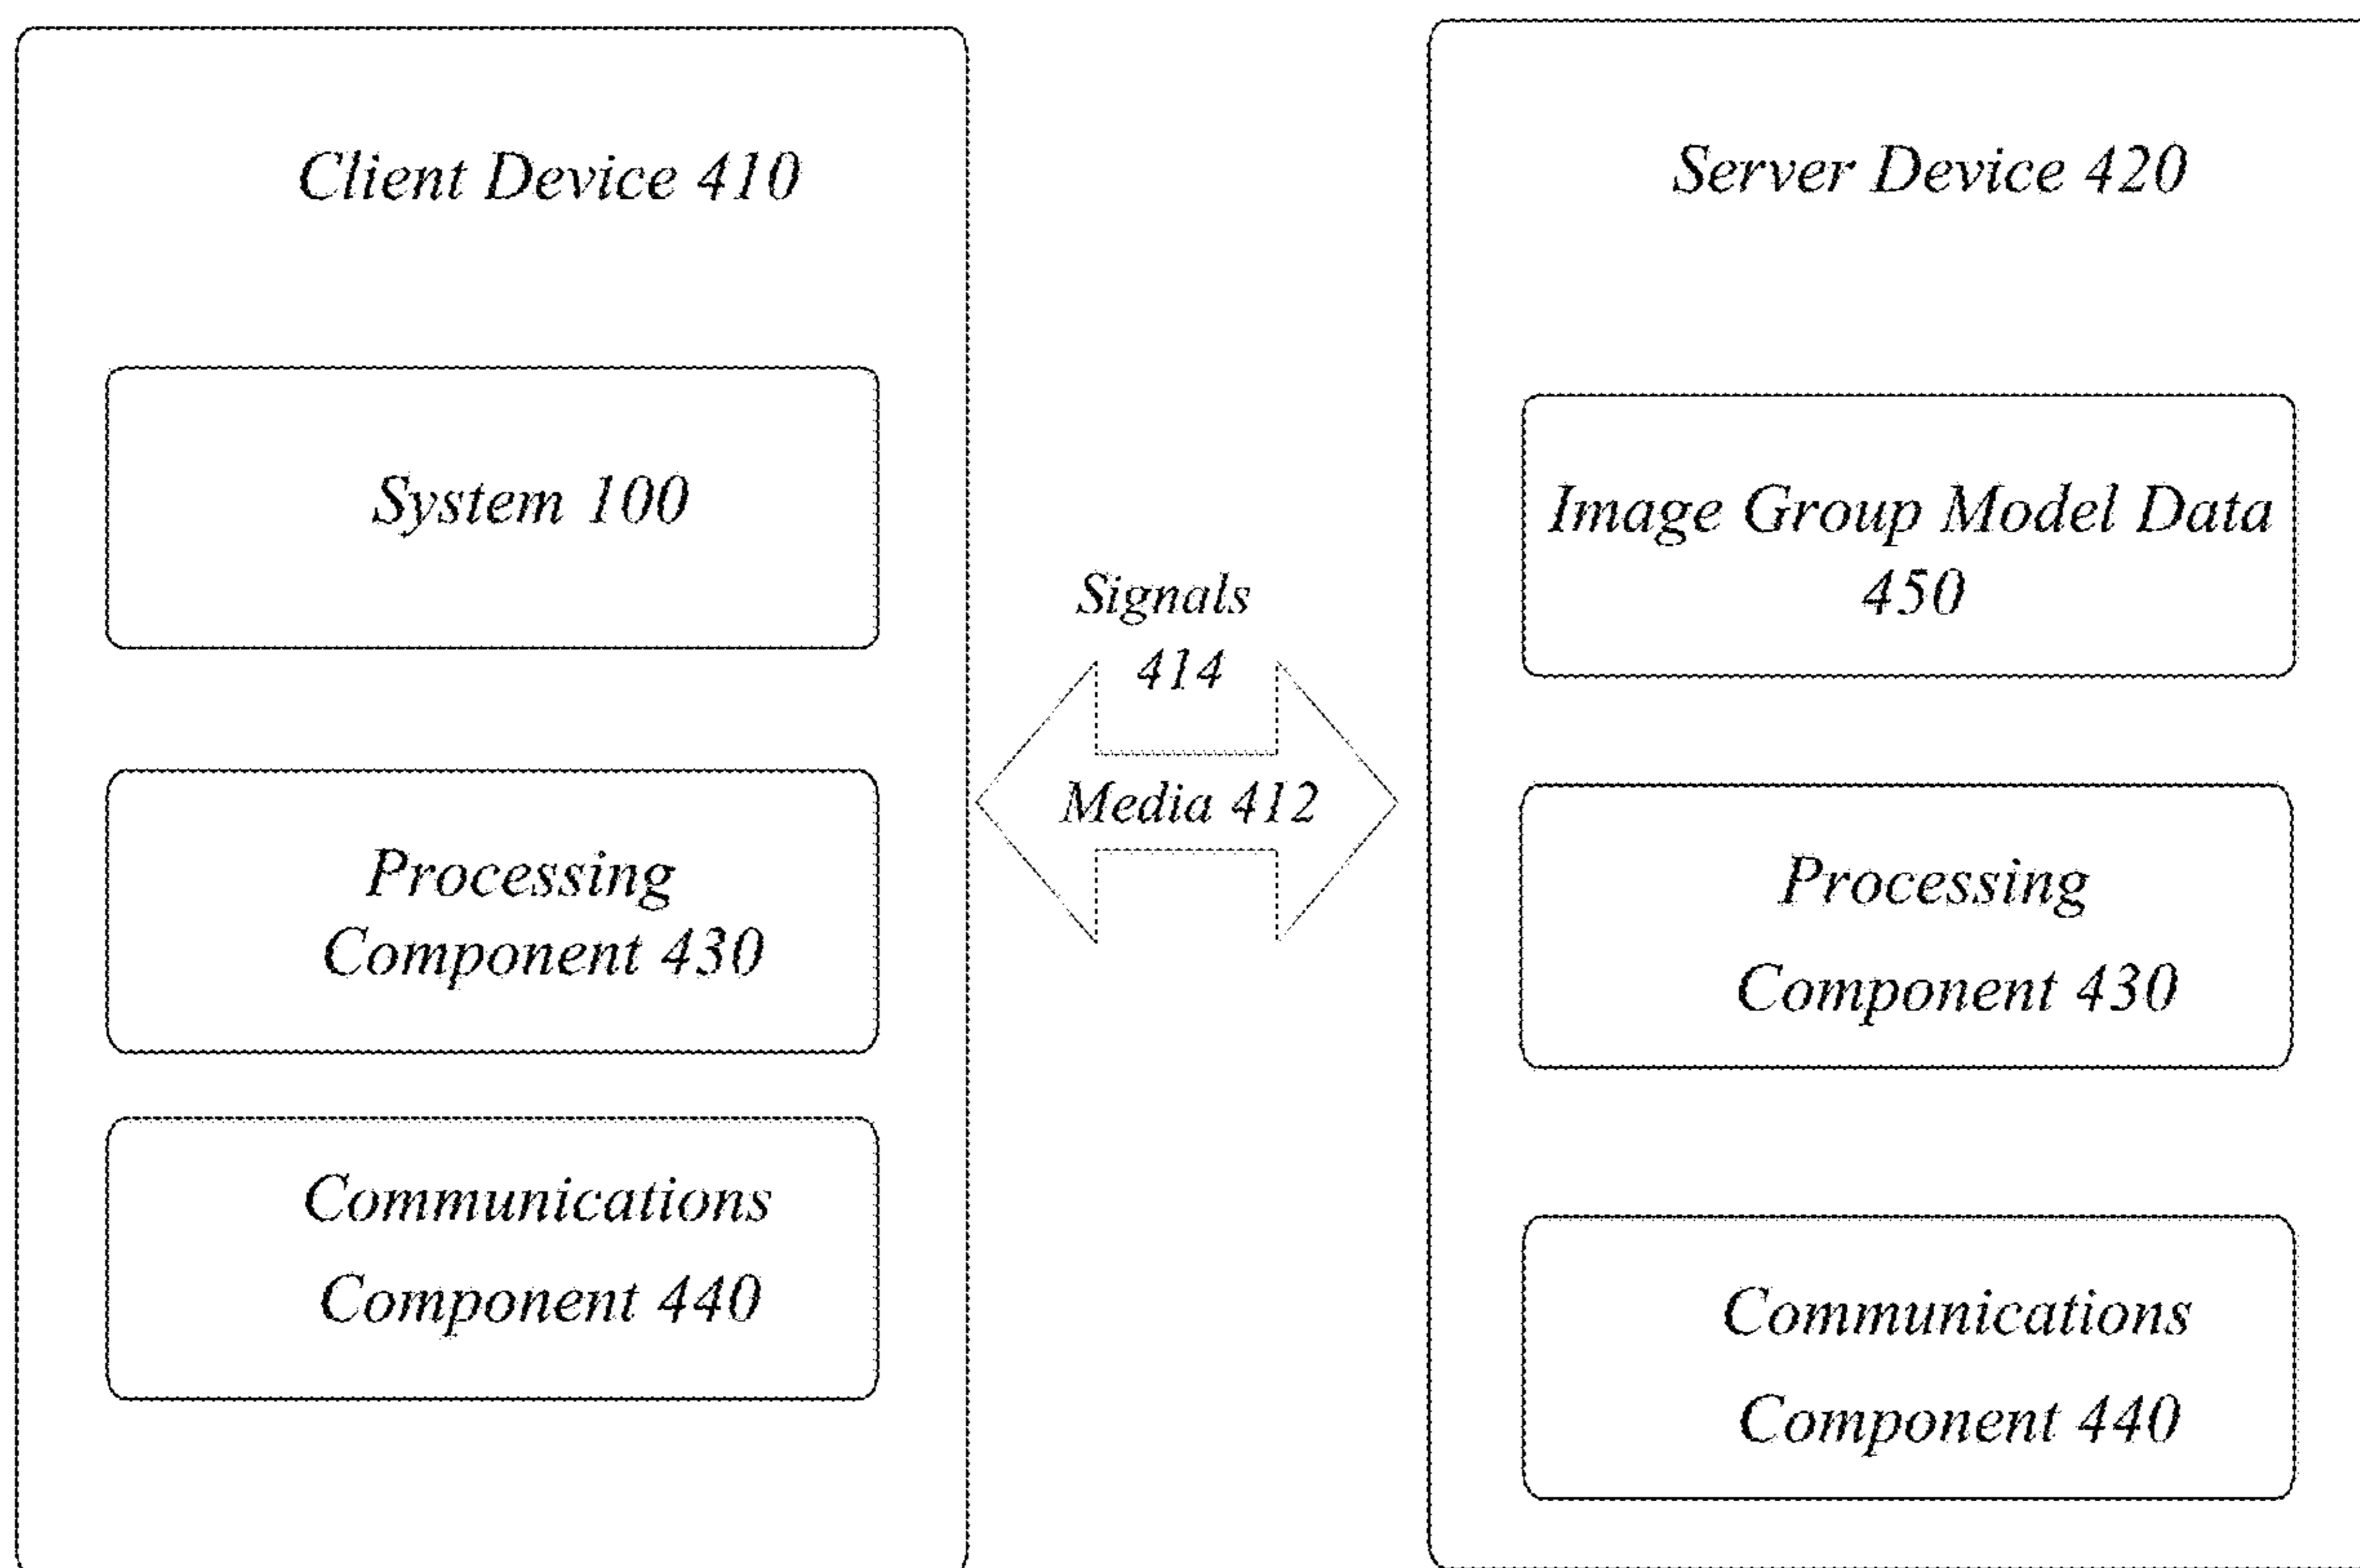 Client Device 410
System 100
Processing
Component 430
Communications
Component 440
Signals
414
Media 412
Server Device 420
Image Group Model Data
450
Processing
Component 430
Communications
Component 440